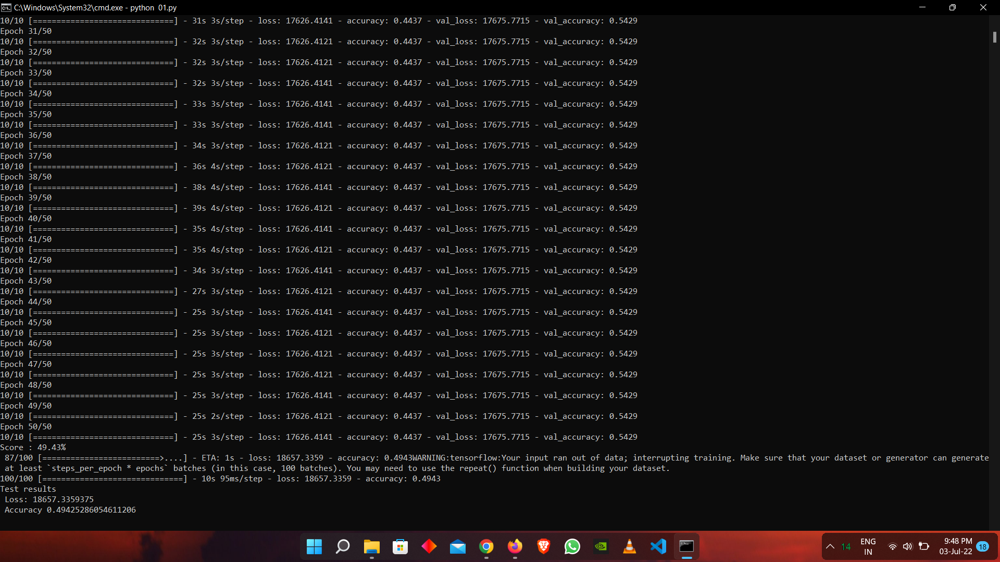 C:\Windows\System32\cmd.exe - python  01.py
10/10 [==============================] - 31s 3s/step - loss: 17626.4141 - accuracy: 0.4437 - val_loss: 17675.7715 - val_accuracy: 0.5429
Epoch 31/50
10/10 [==============================] - 32s 3s/step - loss: 17626.4121 - accuracy: 0.4437 - val_loss: 17675.7715 - val_accuracy: 0.5429
Epoch 32/50
10/10 [==============================] - 32s 3s/step - loss: 17626.4121 - accuracy: 0.4437 - val_loss: 17675.7715 - val_accuracy: 0.5429
Epoch 33/50
10/10 [==============================] - 32s 3s/step - loss: 17626.4141 - accuracy: 0.4437 - val_loss: 17675.7715 - val_accuracy: 0.5429
Epoch 34/50
10/10 [==============================] - 33s 3s/step - loss: 17626.4141 - accuracy: 0.4437 - val_loss: 17675.7715 - val_accuracy: 0.5429
Epoch 35/50
10/10 [==============================] - 33s 3s/step - loss: 17626.4141 - accuracy: 0.4437 - val_loss: 17675.7715 - val_accuracy: 0.5429
Epoch 36/50
10/10 [==============================] - 34s 3s/step - loss: 17626.4121 - accuracy: 0.4437 - val_loss: 17675.7715 - val_accuracy: 0.5429
Epoch 37/50
10/10 [==============================] - 36s 4s/step - loss: 17626.4121 - accuracy: 0.4437 - val_loss: 17675.7715 - val_accuracy: 0.5429
Epoch 38/50
10/10 [==============================] - 38s 4s/step - loss: 17626.4141 - accuracy: 0.4437 - val_loss: 17675.7715 - val_accuracy: 0.5429
Epoch 39/50
10/10 [==============================] - 39s 4s/step - loss: 17626.4121 - accuracy: 0.4437 - val_loss: 17675.7715 - val_accuracy: 0.5429
Epoch 40/50
10/10 [==============================] - 35s 4s/step - loss: 17626.4141 - accuracy: 0.4437 - val_loss: 17675.7715 - val_accuracy: 0.5429
Epoch 41/50
10/10 [==============================] - 35s 4s/step - loss: 17626.4121 - accuracy: 0.4437 - val_loss: 17675.7715 - val_accuracy: 0.5429
Epoch 42/50
10/10 [==============================] - 34s 3s/step - loss: 17626.4141 - accuracy: 0.4437 - val_loss: 17675.7715 - val_accuracy: 0.5429
Epoch 43/50
10/10 [==============================] - 27s 3s/step - loss: 17626.4121 - accuracy: 0.4437 - val_loss: 17675.7715 - val_accuracy: 0.5429
Epoch 44/50
10/10 [==============================] - 25s 3s/step - loss: 17626.4141 - accuracy: 0.4437 - val_loss: 17675.7715 - val_accuracy: 0.5429
Epoch 45/50
10/10 [==============================] - 25s 3s/step - loss: 17626.4121 - accuracy: 0.4437 - val_loss: 17675.7715 - val_accuracy: 0.5429
Epoch 46/50
10/10 [==============================] - 25s 3s/step - loss: 17626.4121 - accuracy: 0.4437 - val_loss: 17675.7715 - val_accuracy: 0.5429
Epoch 47/50
10/10 [==============================] - 25s 3s/step - loss: 17626.4121 - accuracy: 0.4437 - val_loss: 17675.7715 - val_accuracy: 0.5429
Epoch 48/50
10/10 [==============================] - 25s 3s/step - loss: 17626.4141 - accuracy: 0.4437 - val_loss: 17675.7715 - val_accuracy: 0.5429
Epoch 49/50
10/10 [==============================] - 25s 2s/step - loss: 17626.4121 - accuracy: 0.4437 - val_loss: 17675.7715 - val_accuracy: 0.5429
Epoch 50/50
10/10 [==============================] - 25s 3s/step - loss: 17626.4141 - accuracy: 0.4437 - val_loss: 17675.7715 - val_accuracy: 0.5429
Score : 49.43%
 87/100 [=========================>....] - ETA: 1s - loss: 18657.3359 - accuracy: 0.4943WARNING:tensorflow:Your input ran out of data; interrupting training. Make sure that your dataset or generator can generate
 at least `steps_per_epoch * epochs` batches (in this case, 100 batches). You may need to use the repeat() function when building your dataset.
100/100 [==============================] - 10s 95ms/step - loss: 18657.3359 - accuracy: 0.4943
Test results
 Loss: 18657.3359375
 Accuracy 0.49425286054611206
14
ENG
IN
9:48 PM
03-Jul-22
18